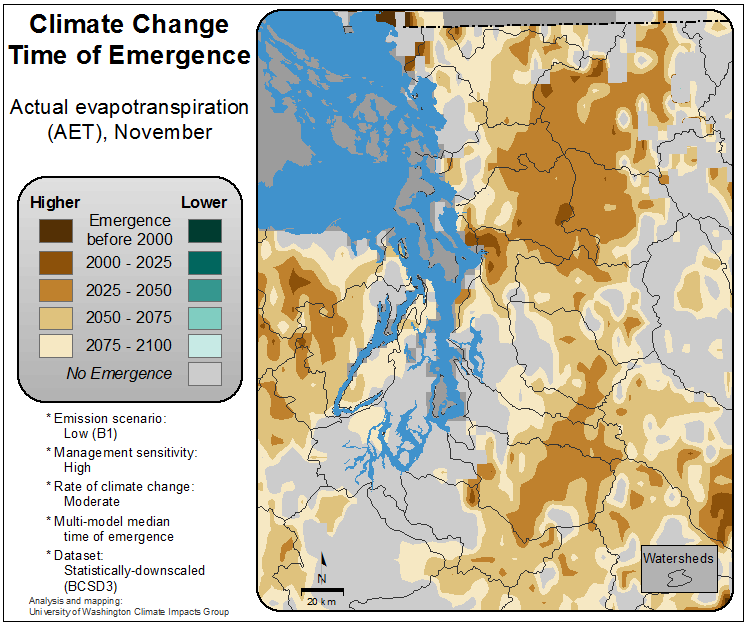 Climate Change
Time of Emergence
Actual evapotranspiration
(AET), November
Higher Lower
Emergence
before 2000
2000 - 2025
2025 - 2050
2050 - 2075
2075 - 2100
No Emergence
* Emission scenario:
Low (B1)
* Management sensitivity:
High
* Rate of climate change:
Moderate
* Multi-model median
time of emergence
* Dataset:
Statistically-downscaled
(BCSD3)
Analysis and mapping:
University of Washington Climate Impacts Group
N
20 km
Watersheds